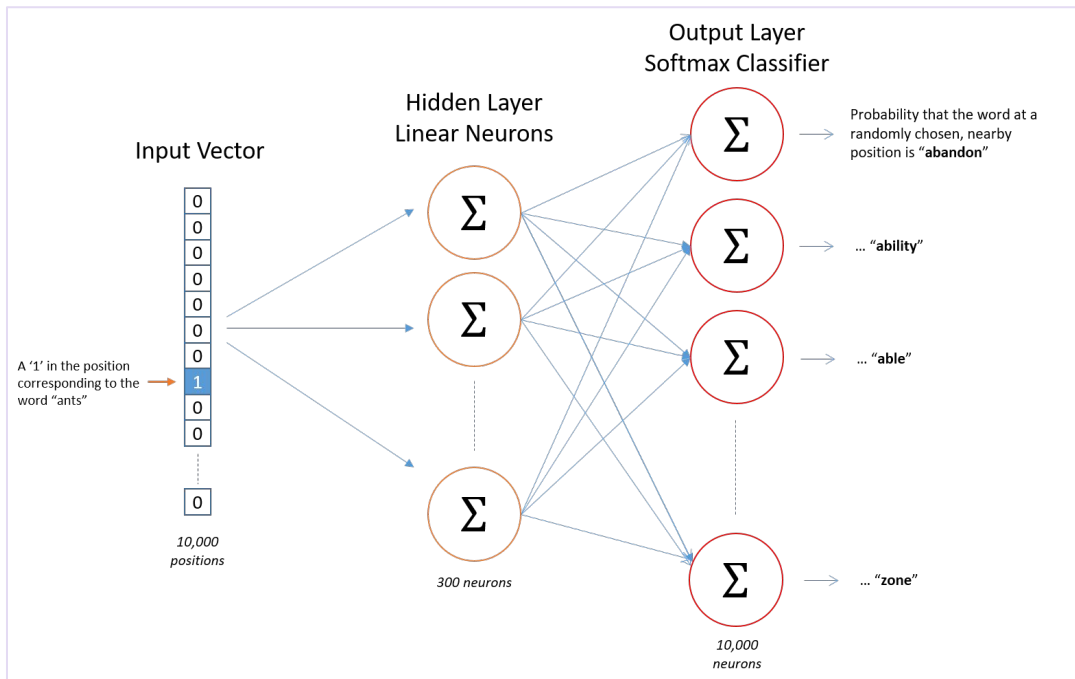 Output Layer
Softmax Classifier
Hidden Layer
Linear Neurons
Input Vector
0
0
0
0
0
0
0
1
0
0
0
A ‘1’ in the position
corresponding to the
word “ants”
10,000
positions
Σ
Σ
Σ
300 neurons
Σ
Σ
Σ
Σ
10,000
neurons
Probability that the word at a
randomly chosen, nearby
position is “abandon”
... “ability”
... “able”
... “zone”